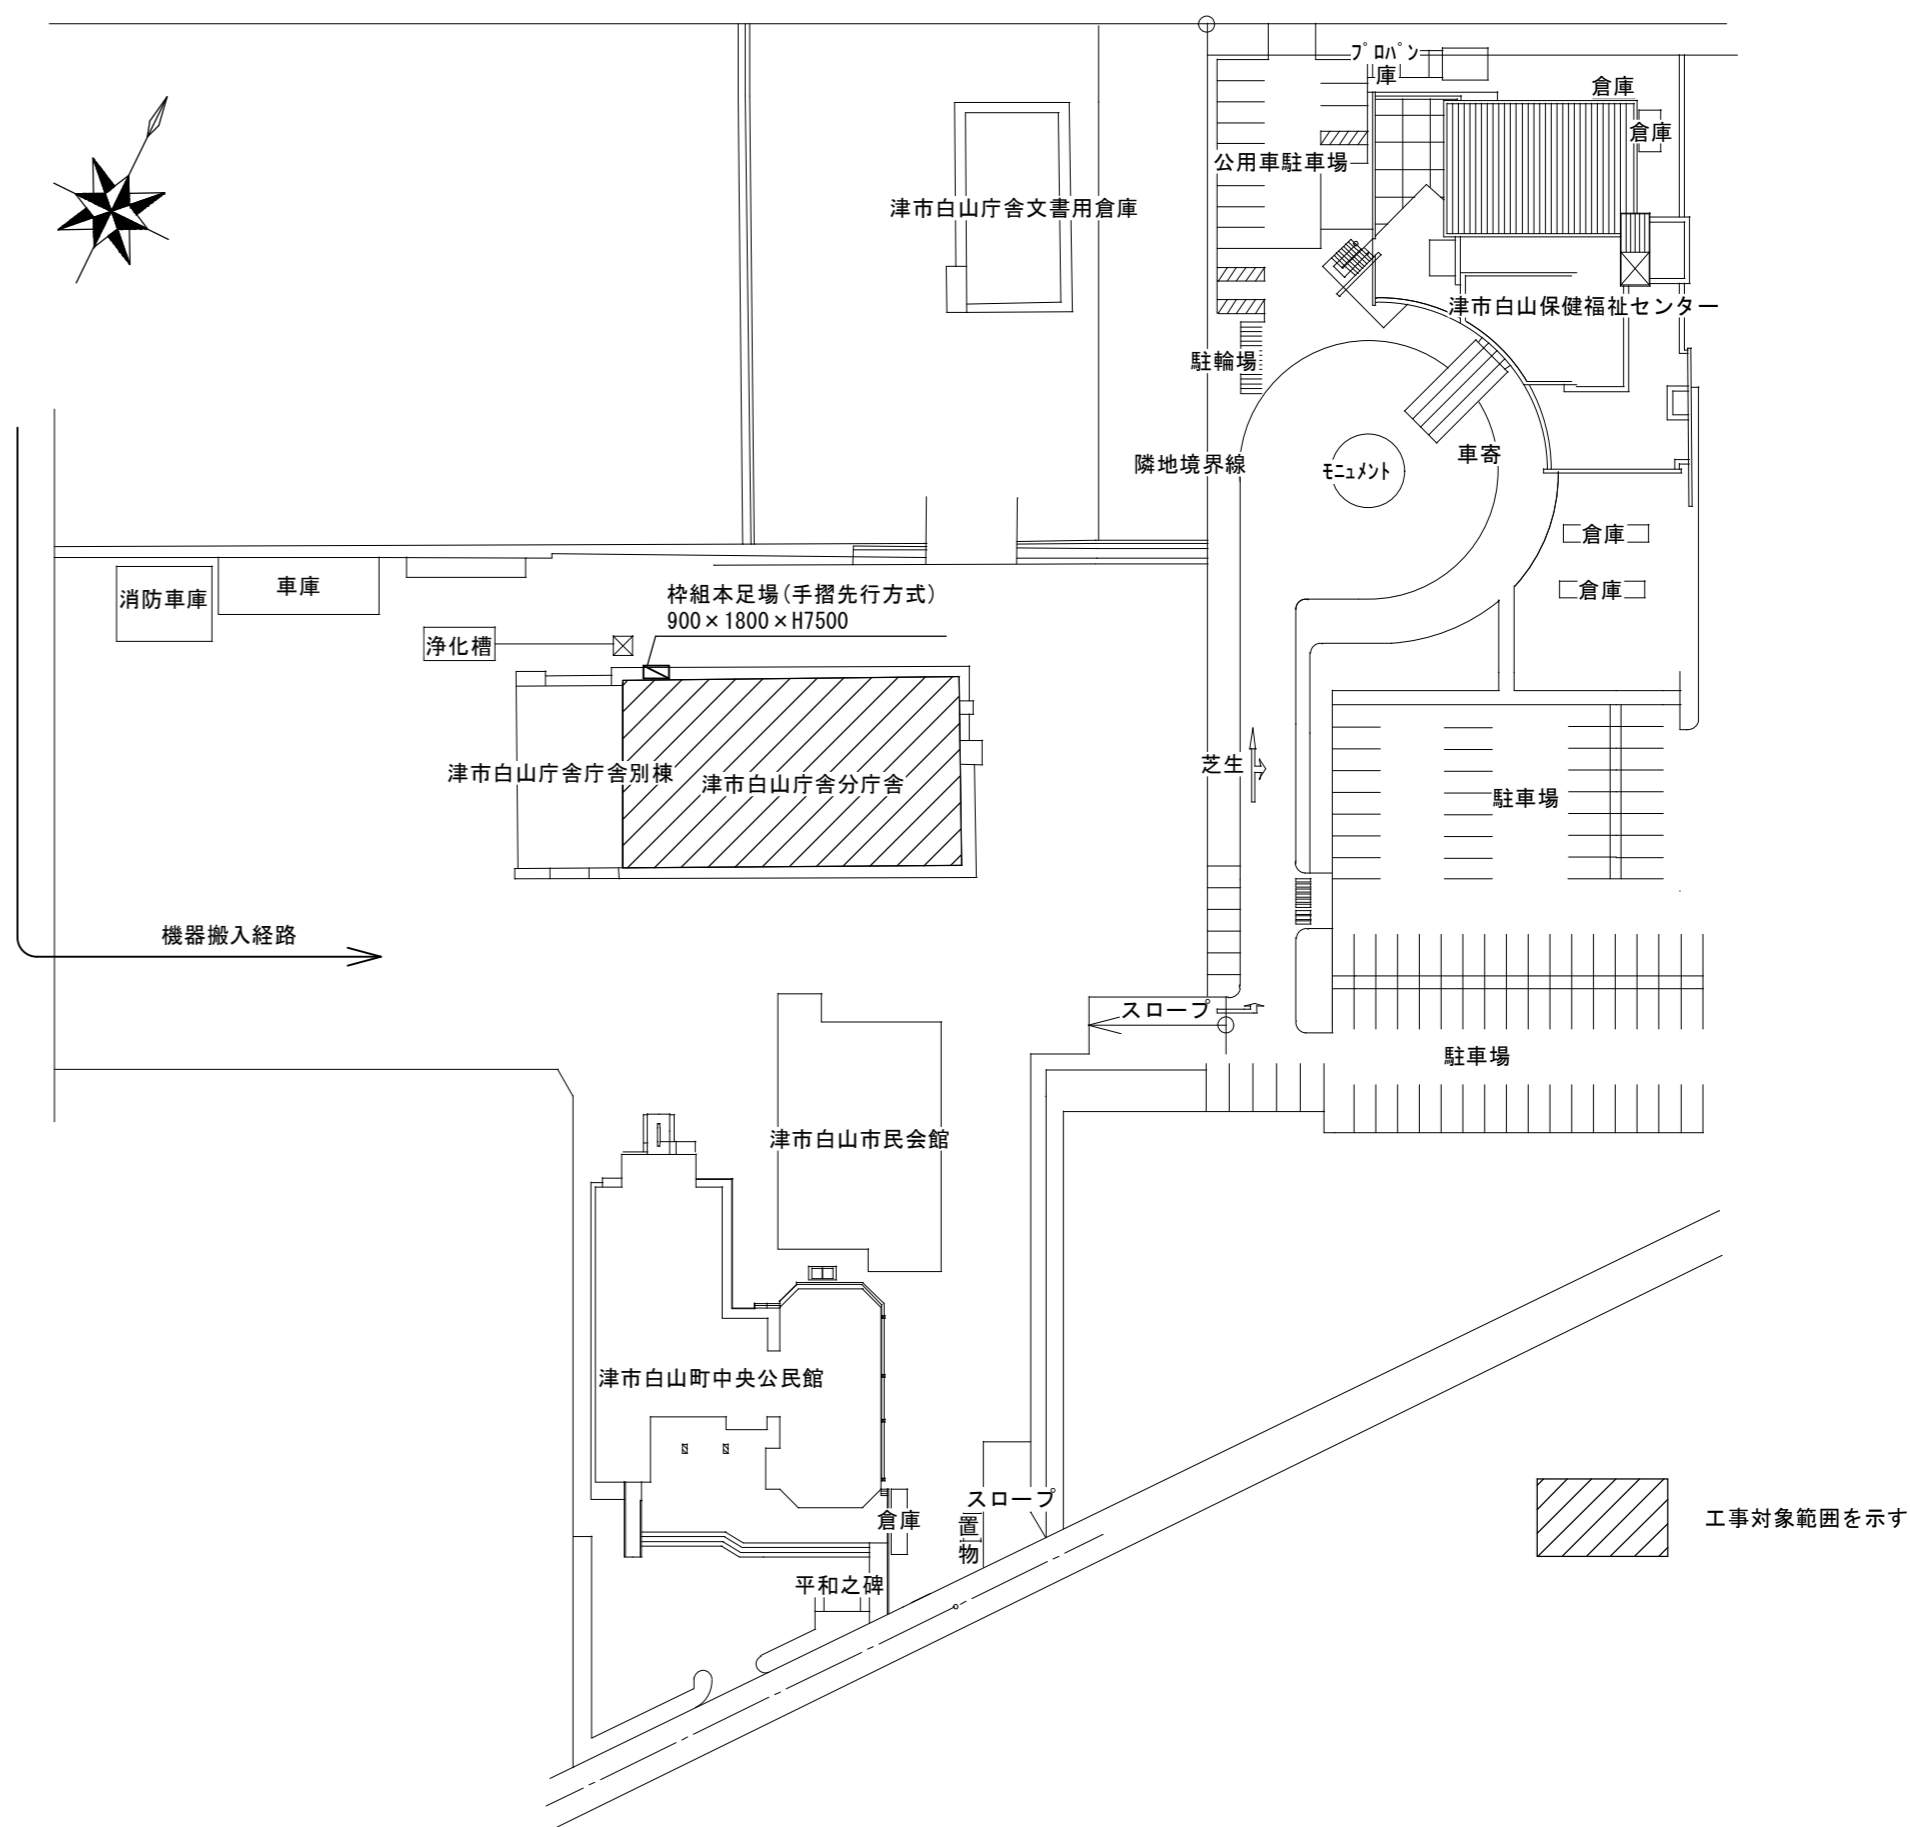 プロパン
庫
倉庫
倉庫
公用車駐車場
津市白山庁舎文書用倉庫
津市白山保健福祉センター
駐輪場
車寄
隣地境界線
モニュメント
倉庫
倉庫
消防車庫
車庫
枠組本足場(手摺先行方式)
900×1800×H7500
浄化槽
津市白山庁舎庁舎別棟
津市白山庁舎分庁舎
芝生
駐車場
機器搬入経路
スロープ
駐車場
津市白山市民会館
津市白山町中央公民館
スロープ
倉庫
置物
工事対象範囲を示す
平和之碑